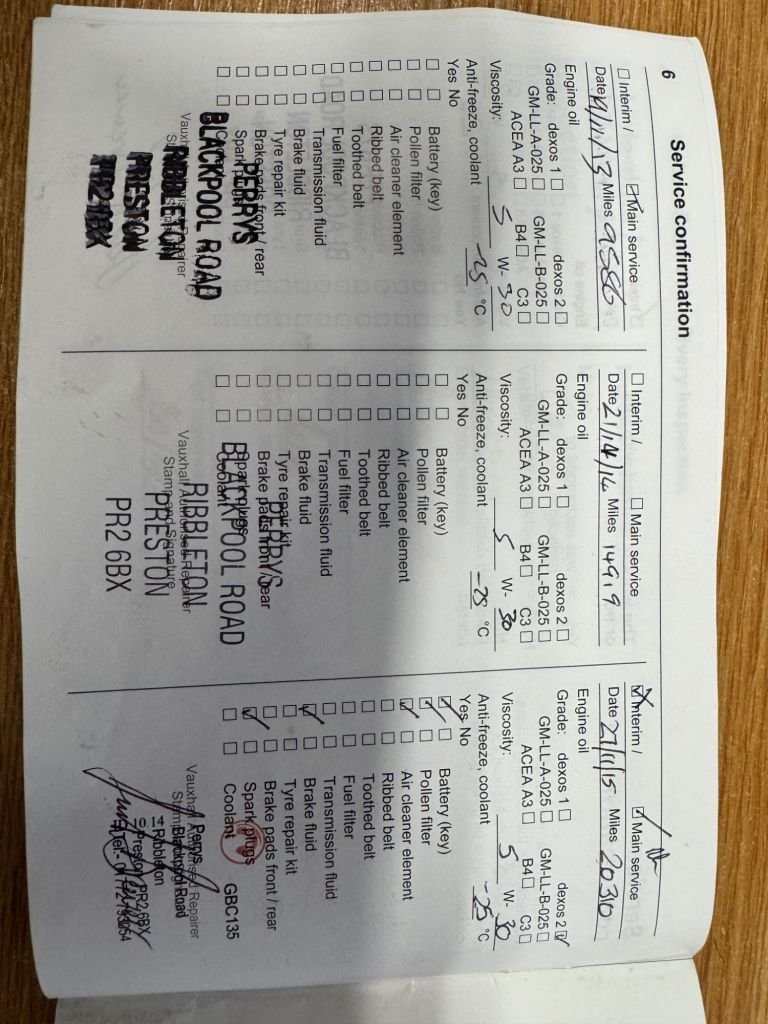 6
Service confirmation
Interim / Main service
Date 19/11/13 Miles 9586
Engine oil
Grade: dexos 1 dexos 2
GM-LL-A-025 GM-LL-B-025
ACEA A3 B4 C3
Viscosity: 5 W- 30
Anti-freeze, coolant -25 °C
Yes No
Battery (key)
Pollen filter
Air cleaner element
Ribbed belt
Toothed belt
Fuel filter
Transmission fluid
Brake fluid
Tyre repair kit
Brake pads front / rear
Spark plugs
PERRYS
BLACKPOOL ROAD
RIBBLETON
PRESTON
Interim / Main service
Date 21/14/14 Miles 14919
Engine oil
Grade: dexos 1 dexos 2
GM-LL-A-025 GM-LL-B-025
ACEA A3 B4 C3
Viscosity: 5 W- 30
Anti-freeze, coolant -28 °C
Yes No
Battery (key)
Pollen filter
Air cleaner element
Ribbed belt
Toothed belt
Fuel filter
Transmission fluid
Brake fluid
Tyre repair kit
Brake pads front / rear
Spark plugs
Coolant
Vauxhall Authorised Repairer
Stamp and Signature
PERRYS
BLACKPOOL ROAD
RIBBLETON
PRESTON
PR2 6BX
Interim / Main service
Date 27/11/15 Miles 20310
Engine oil
Grade: dexos 1 dexos 2
GM-LL-A-025 GM-LL-B-025
ACEA A3 B4 C3
Viscosity: 5 W- 30
Anti-freeze, coolant -25 °C
Yes No
Battery (key)
Pollen filter
Air cleaner element
Ribbed belt
Toothed belt
Fuel filter
Transmission fluid
Brake fluid
Tyre repair kit
Brake pads front / rear
Spark plugs
Coolant GBC135
Vauxhall Authorised Repairer
Perrys
Blackpool Road
Ribbleton
Preston PR2 6BX